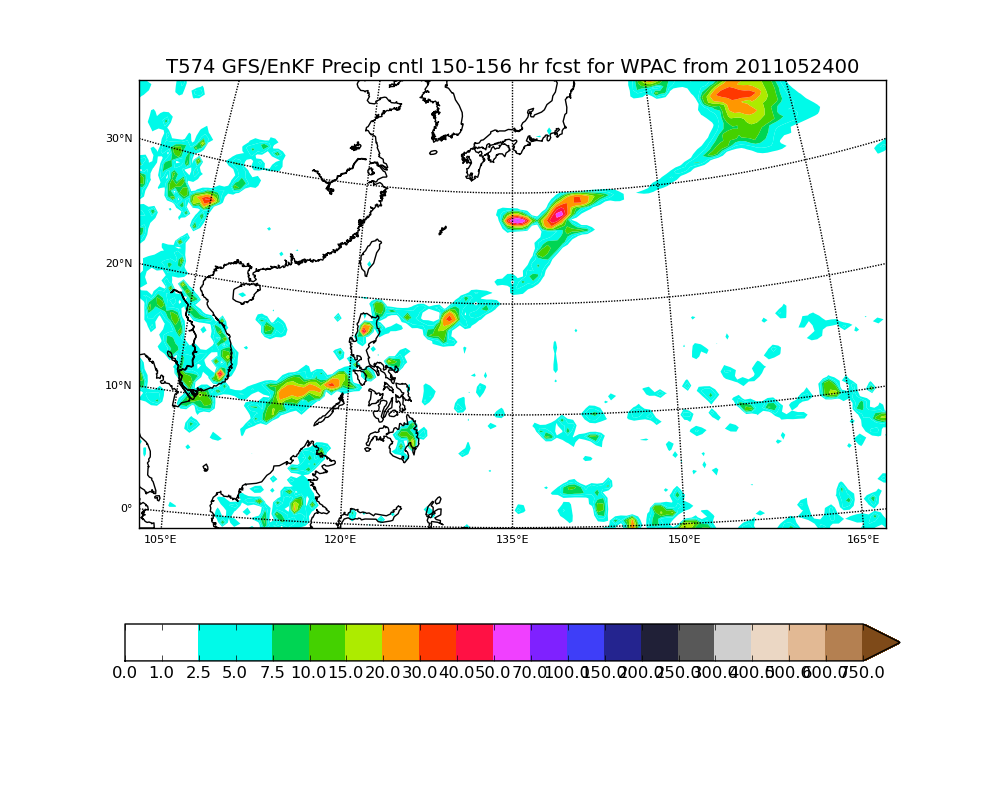 T574 GFS/EnKF Precip cntl 150-156 hr fcst for WPAC from 2011052400
30°N
20°N
10°N
0°
105°E 120°E 135°E 150°E 165°E
0.0 1.0 2.5 5.0 7.5 10.0 15.0 20.0 30.0 40.0 50.0 70.0 100.0 150.0 200.0 250.0 300.0 400.0 500.0 600.0 750.0